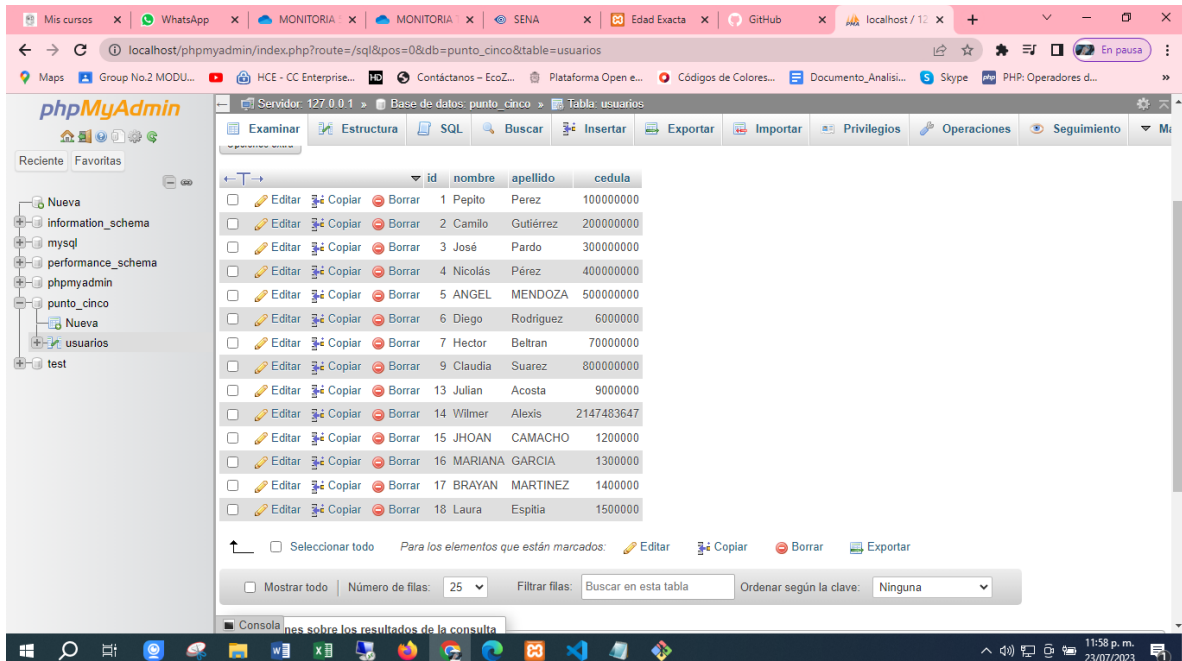 Mis cursos WhatsApp MONITORIA MONITORIA SENA Edad Exacta GitHub localhost / 12
localhost/phpmyadmin/index.php?route=/sql&pos=0&db=punto_cinco&table=usuarios En pausa
Maps Group No.2 MODU... HCE - CC Enterprise... HD Contáctanos – EcoZ... Plataforma Open e... Códigos de Colores... Documento_Analisi... Skype php PHP: Operadores d... »
phpMyAdmin
Reciente Favoritas
Nueva
information_schema
mysql
performance_schema
phpmyadmin
punto_cinco
Nueva
usuarios
test
Servidor: 127.0.0.1 » Base de datos: punto_cinco » Tabla: usuarios
Examinar Estructura SQL Buscar Insertar Exportar Importar Privilegios Operaciones Seguimiento
id nombre apellido cedula
Editar Copiar Borrar 1 Pepito Perez 100000000
Editar Copiar Borrar 2 Camilo Gutiérrez 200000000
Editar Copiar Borrar 3 José Pardo 300000000
Editar Copiar Borrar 4 Nicolás Pérez 400000000
Editar Copiar Borrar 5 ANGEL MENDOZA 500000000
Editar Copiar Borrar 6 Diego Rodriguez 6000000
Editar Copiar Borrar 7 Hector Beltran 70000000
Editar Copiar Borrar 9 Claudia Suarez 800000000
Editar Copiar Borrar 13 Julian Acosta 9000000
Editar Copiar Borrar 14 Wilmer Alexis 2147483647
Editar Copiar Borrar 15 JHOAN CAMACHO 1200000
Editar Copiar Borrar 16 MARIANA GARCIA 1300000
Editar Copiar Borrar 17 BRAYAN MARTINEZ 1400000
Editar Copiar Borrar 18 Laura Espitia 1500000
Seleccionar todo Para los elementos que están marcados: Editar Copiar Borrar Exportar
Mostrar todo Número de filas: 25 Filtrar filas: Buscar en esta tabla Ordenar según la clave: Ninguna
Consola nes sobre los resultados de la consulta
11:58 p. m.
23/07/2023